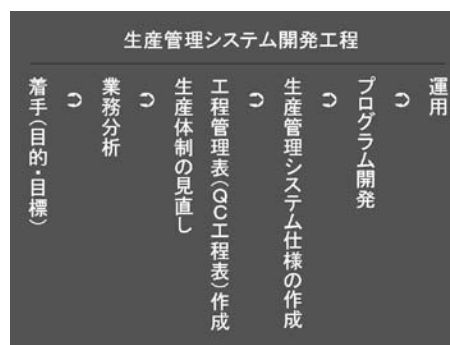 生産管理システム開発工程
着手（目的・目標）
➲
業務分析
➲
生産体制の見直し
工程管理表（QC工程表）作成
➲
生産管理システム仕様の作成
➲
プログラム開発
➲
運用